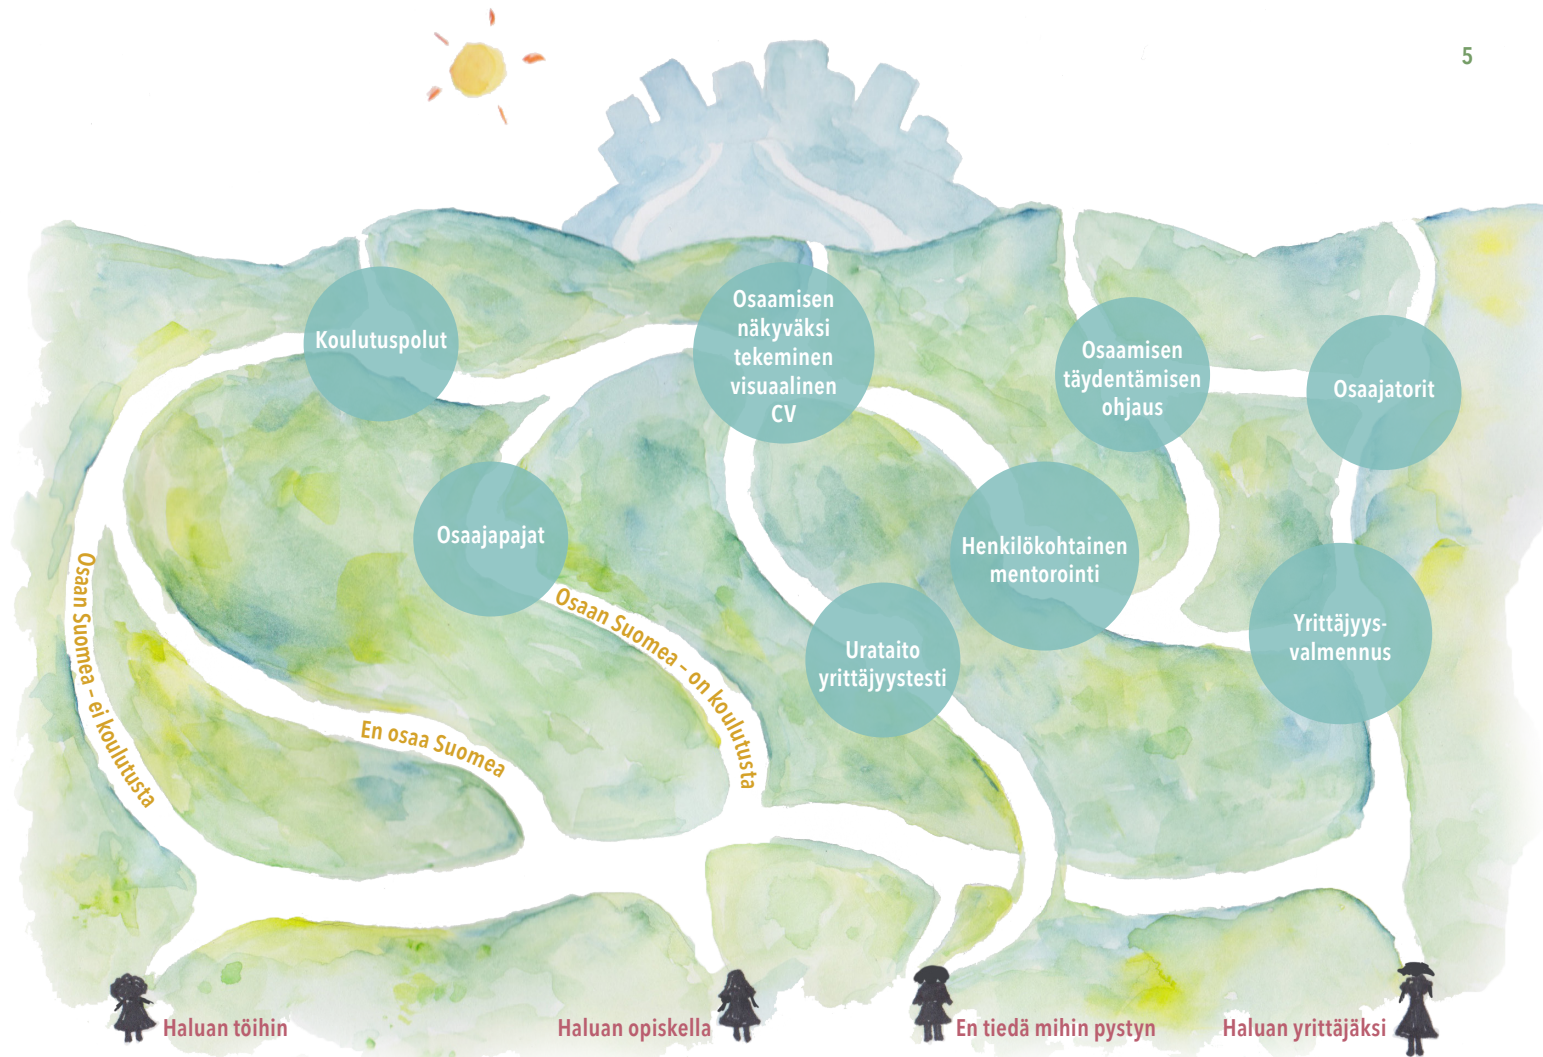 5
Koulutuspolut
Osaamisen
näkyväksi
tekeminen
visuaalinen
CV
Osaamisen
täydentämisen
ohjaus
Osaajatorit
Osaajapajat
Henkilökohtainen
mentorointi
Urataito
yrittäjyystesti
Yrittäjyys-
valmennus
Osaan Suomea – ei koulutusta
En osaa Suomea
Osaan Suomea – on koulutusta
Haluan töihin
Haluan opiskella
En tiedä mihin pystyn
Haluan yrittäjäksi